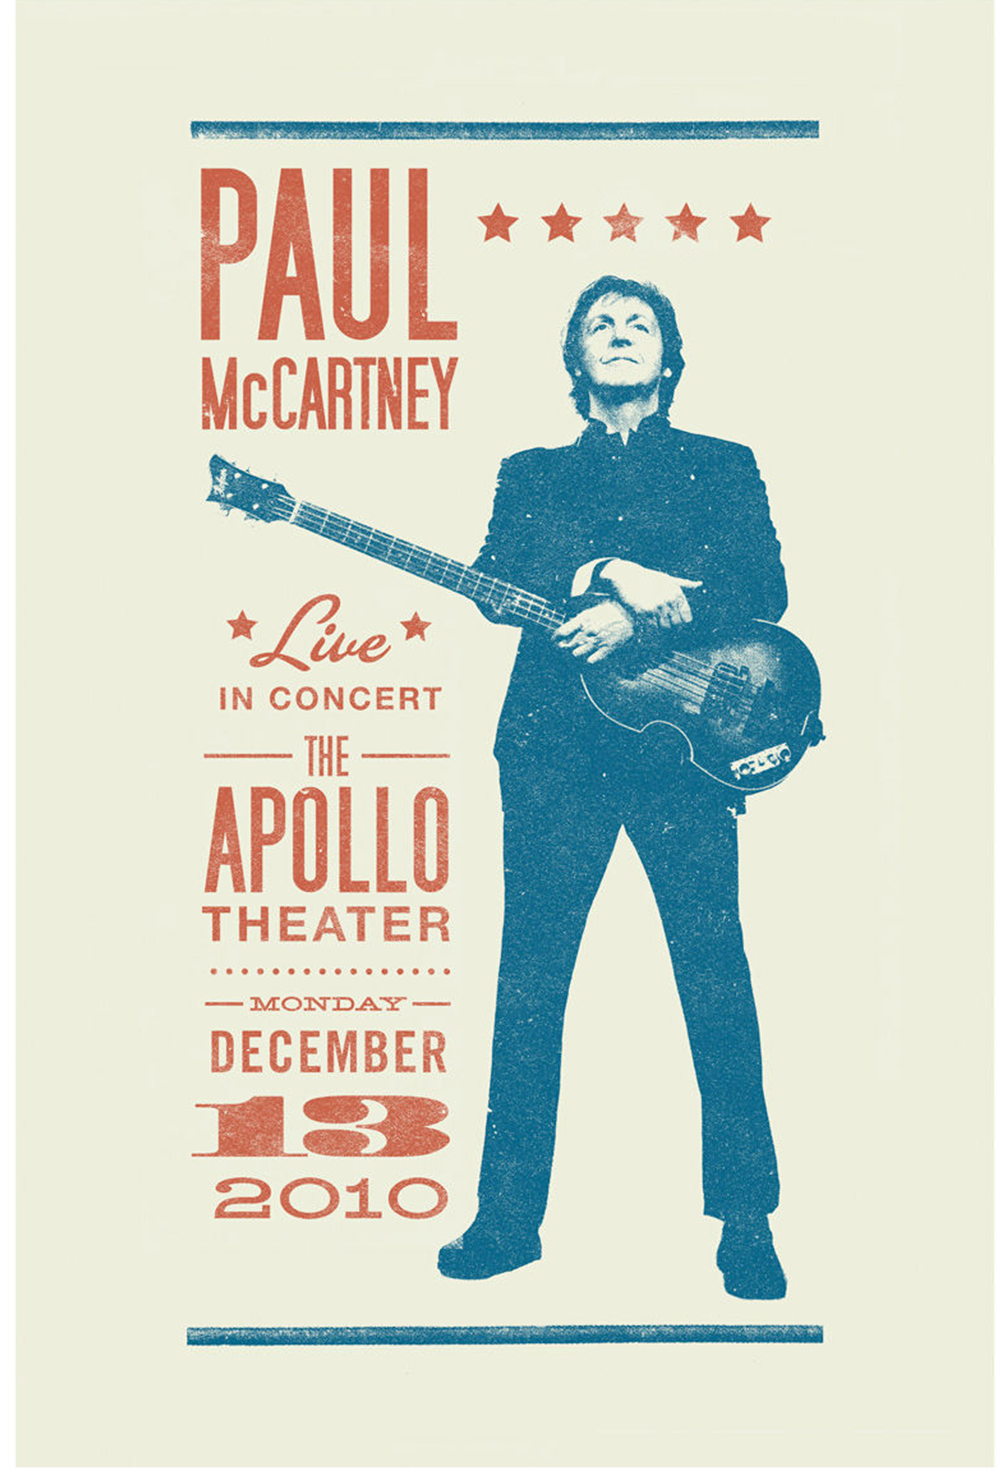 PAUL
McCARTNEY
Live
IN CONCERT
THE
APOLLO
THEATER
MONDAY
DECEMBER
13
2010